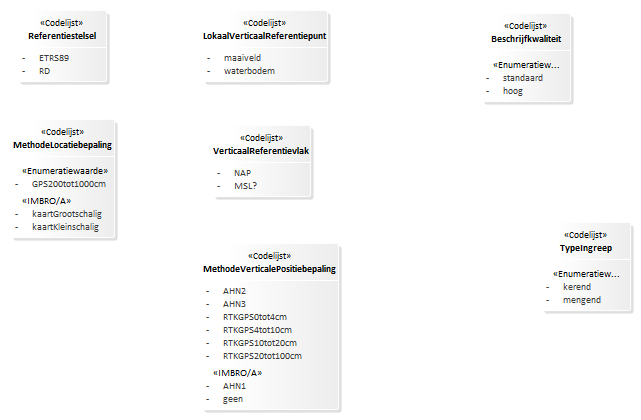 «Codelijst»
Referentiestelsel
- ETRS89
- RD
«Codelijst»
LokaalVerticaalReferentiepunt
- maaiveld
- waterbodem
«Codelijst»
Beschrijfkwaliteit
«Enumeratiew...
- standaard
- hoog
«Codelijst»
MethodeLocatiebepaling
«Enumeratiewaarde»
- GPS200tot1000cm
«IMBRO/A»
- kaartGrootschalig
- kaartKleinschalig
«Codelijst»
VerticaalReferentievlak
- NAP
- MSL?
«Codelijst»
MethodeVerticalePositiebepaling
- AHN2
- AHN3
- RTKGPS0tot4cm
- RTKGPS4tot10cm
- RTKGPS10tot20cm
- RTKGPS20tot100cm
«IMBRO/A»
- AHN1
- geen
«Codelijst»
TypeIngreep
«Enumeratiew...
- kerend
- mengend